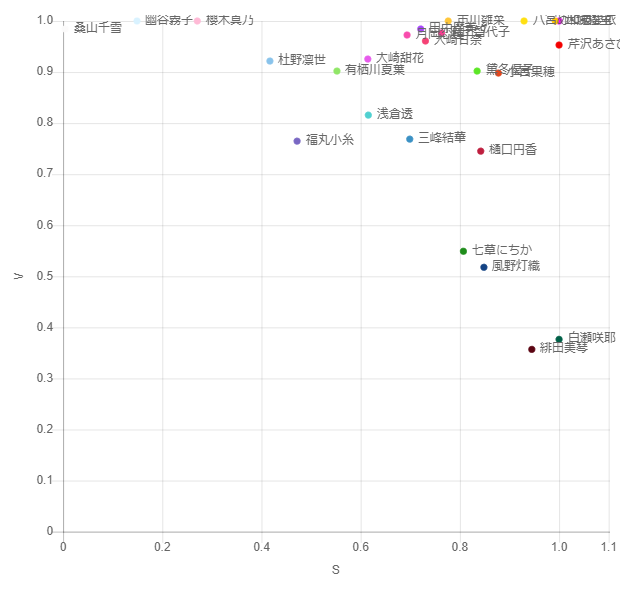 1.0
幽谷霧子
櫻木真乃
市川雛菜
桑山千雪
芹沢あさひ
大崎甘奈
0.9
杜野凛世
大崎甜花
有栖川夏葉
小宮果穂
0.8
浅倉透
福丸小糸
三峰結華
樋口円香
0.7
0.6
七草にちか
風野灯織
V
0.5
0.4
白瀬咲耶
緋田美琴
0.3
0.2
0.1
0
0
0.2
0.4
0.6
0.8
1.0
1.1
S